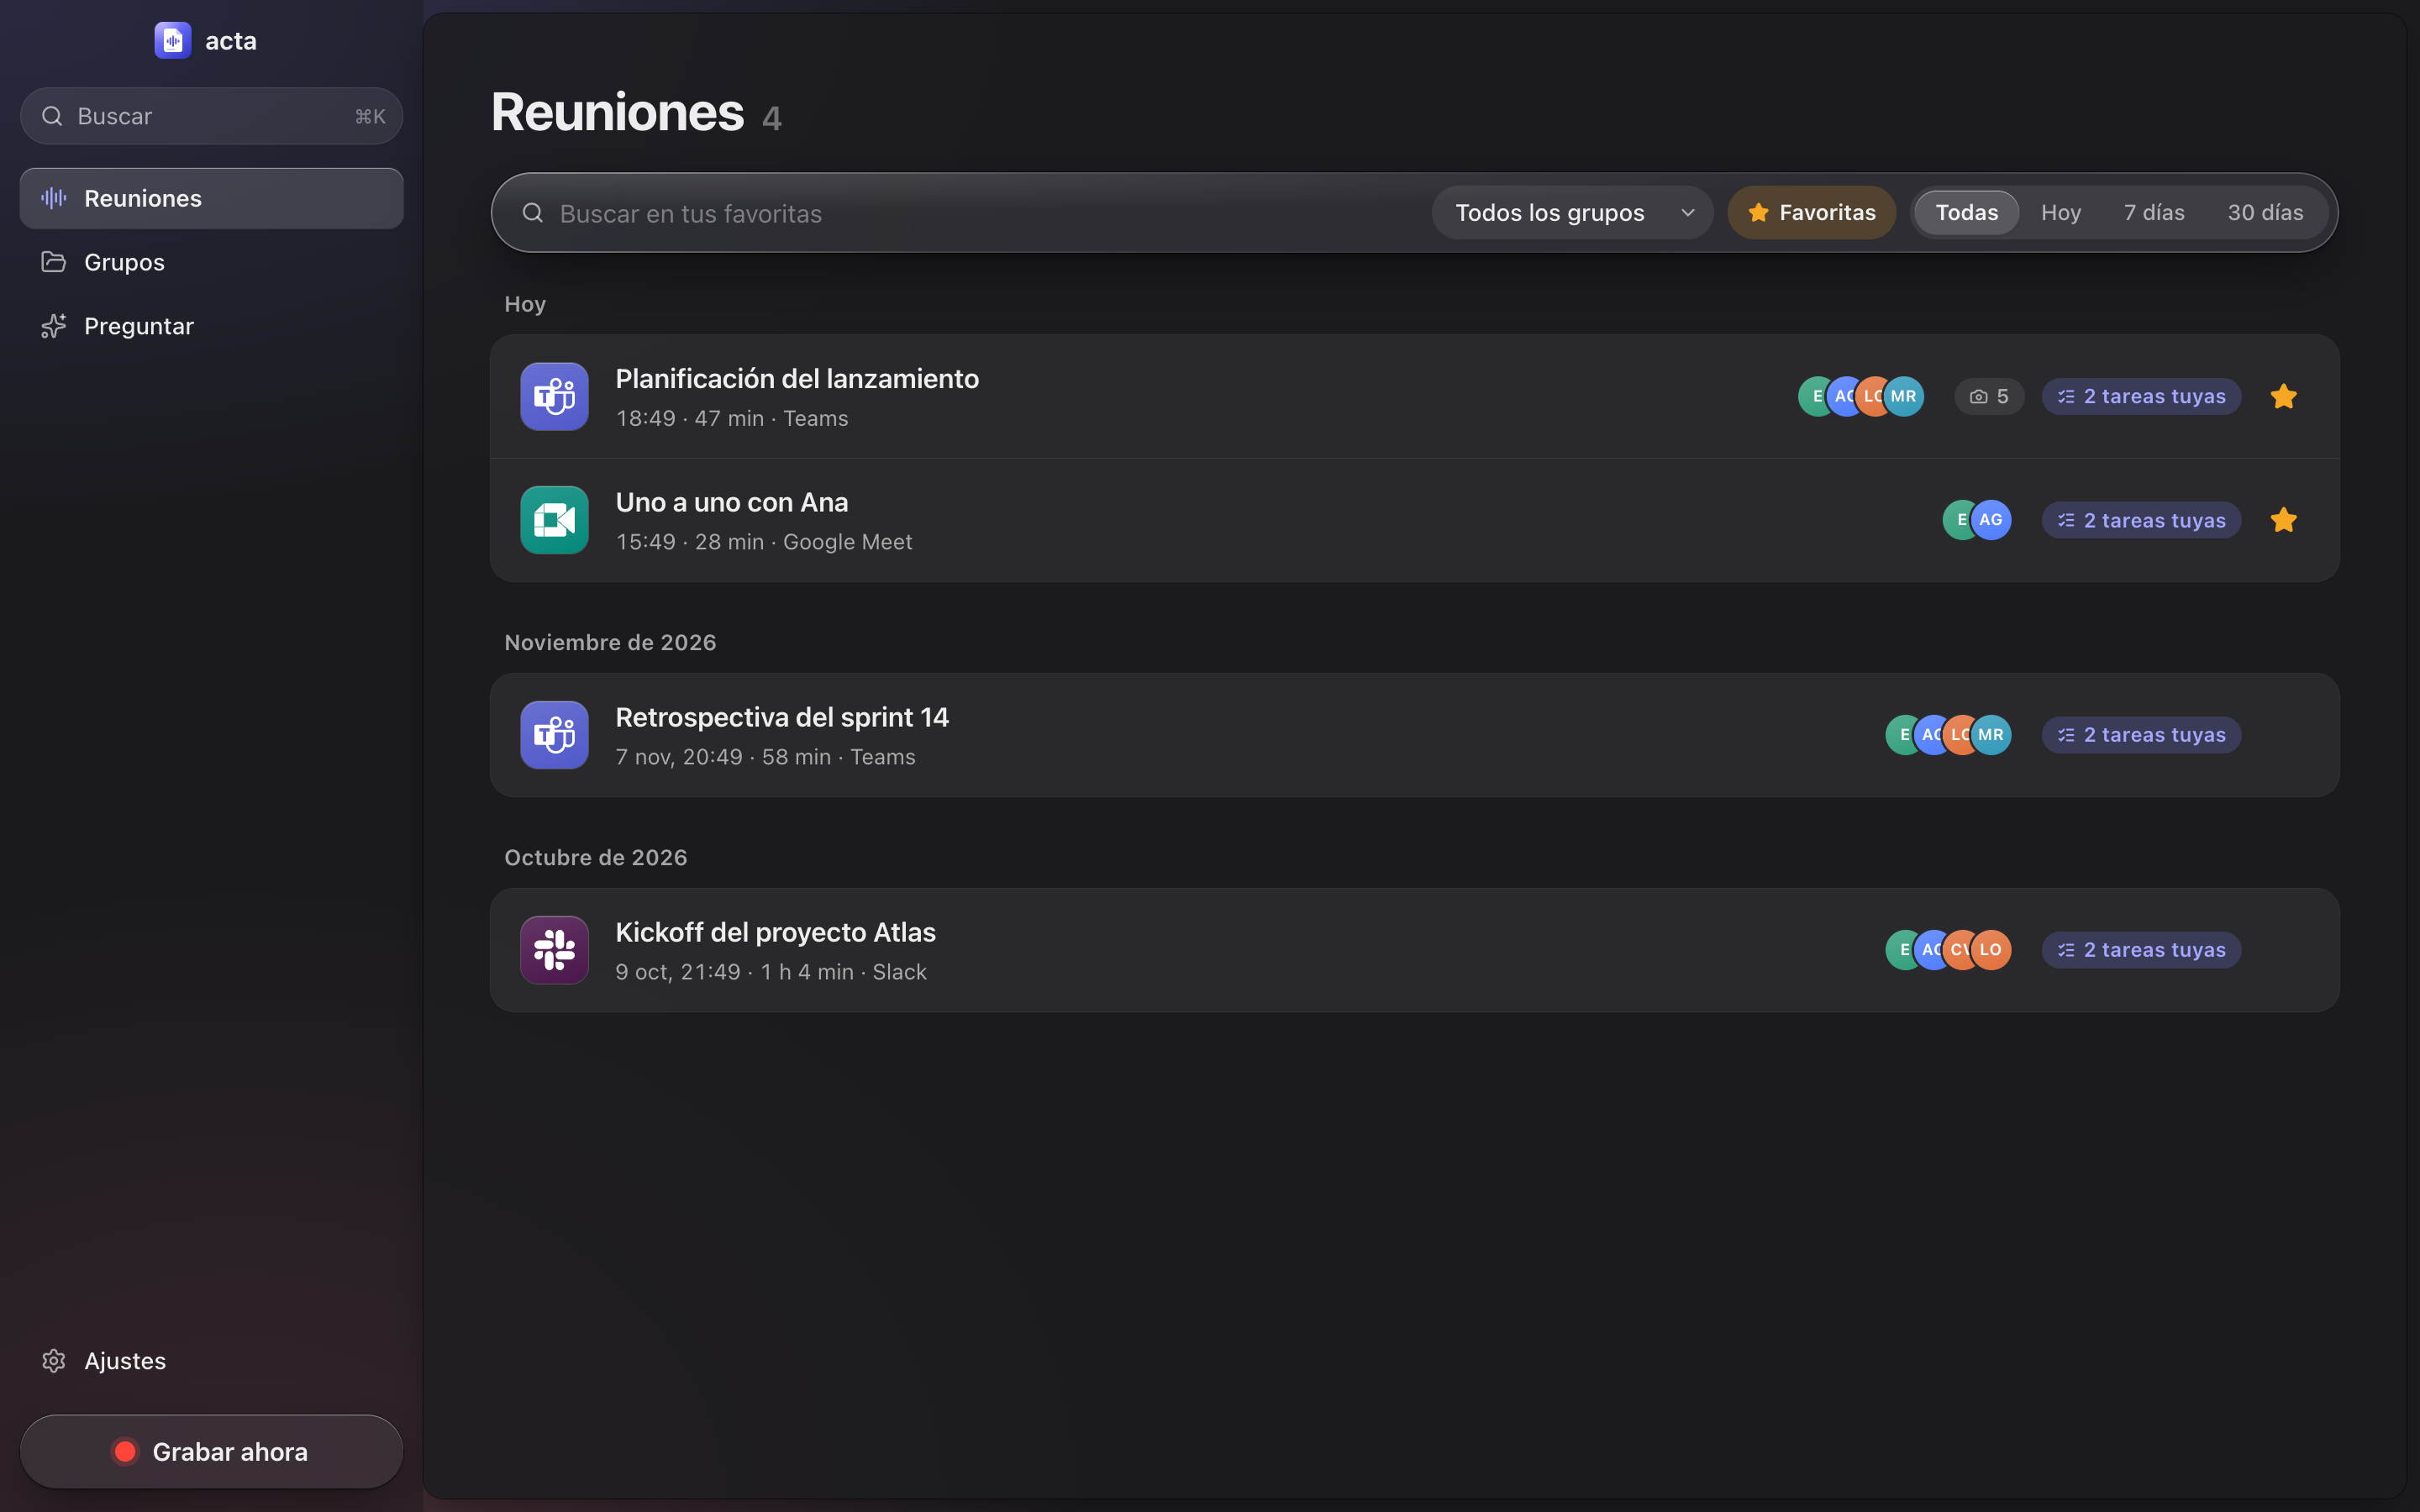 acta
Buscar ⌘K
Reuniones
Grupos
Preguntar
Ajustes
Grabar ahora
Reuniones 4
Buscar en tus favoritas
Todos los grupos
Favoritas
Todas Hoy 7 días 30 días
Hoy
Planificación del lanzamiento
18:49 · 47 min · Teams
E MR 5 2 tareas tuyas
Uno a uno con Ana
15:49 · 28 min · Google Meet
E AG 2 tareas tuyas
Noviembre de 2026
Retrospectiva del sprint 14
7 nov, 20:49 · 58 min · Teams
E MR 2 tareas tuyas
Octubre de 2026
Kickoff del proyecto Atlas
9 oct, 21:49 · 1 h 4 min · Slack
E LO 2 tareas tuyas